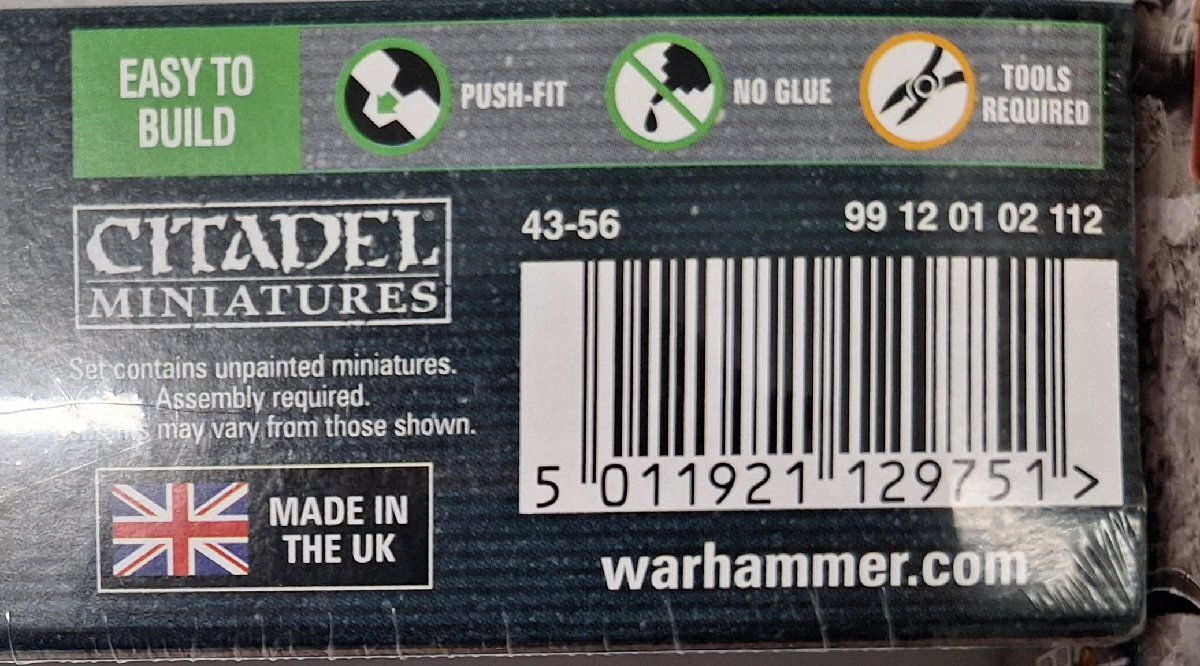 EASY TO
BUILD
PUSH-FIT
NO GLUE
TOOLS
REQUIRED
CITADEL
MINIATURES
43-56
99 12 01 02 112
Set contains unpainted miniatures.
Assembly required.
may vary from those shown.
5 011921 129751 >
MADE IN
THE UK
warhammer.com